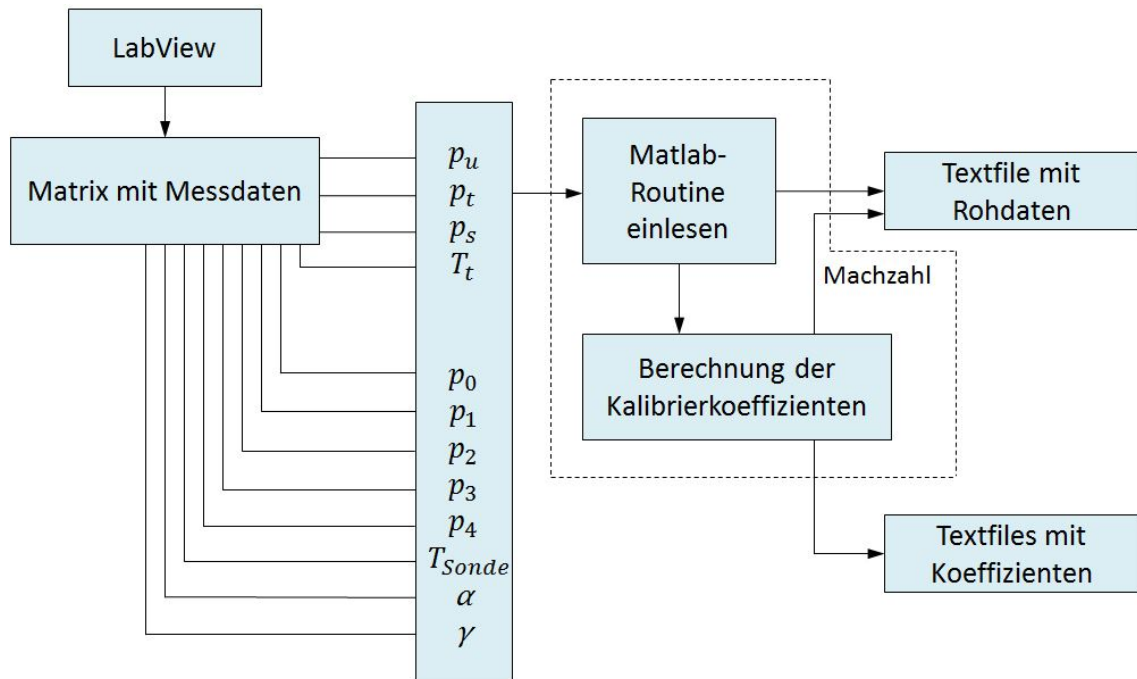 LabView
Matrix mit Messdaten
p_u
p_t
p_s
T_t
p_0
p_1
p_2
p_3
p_4
T_Sonde
α
γ
Matlab-
Routine
einlesen
Berechnung der
Kalibrierkoeffizienten
Machzahl
Textfile mit
Rohdaten
Textfiles mit
Koeffizienten